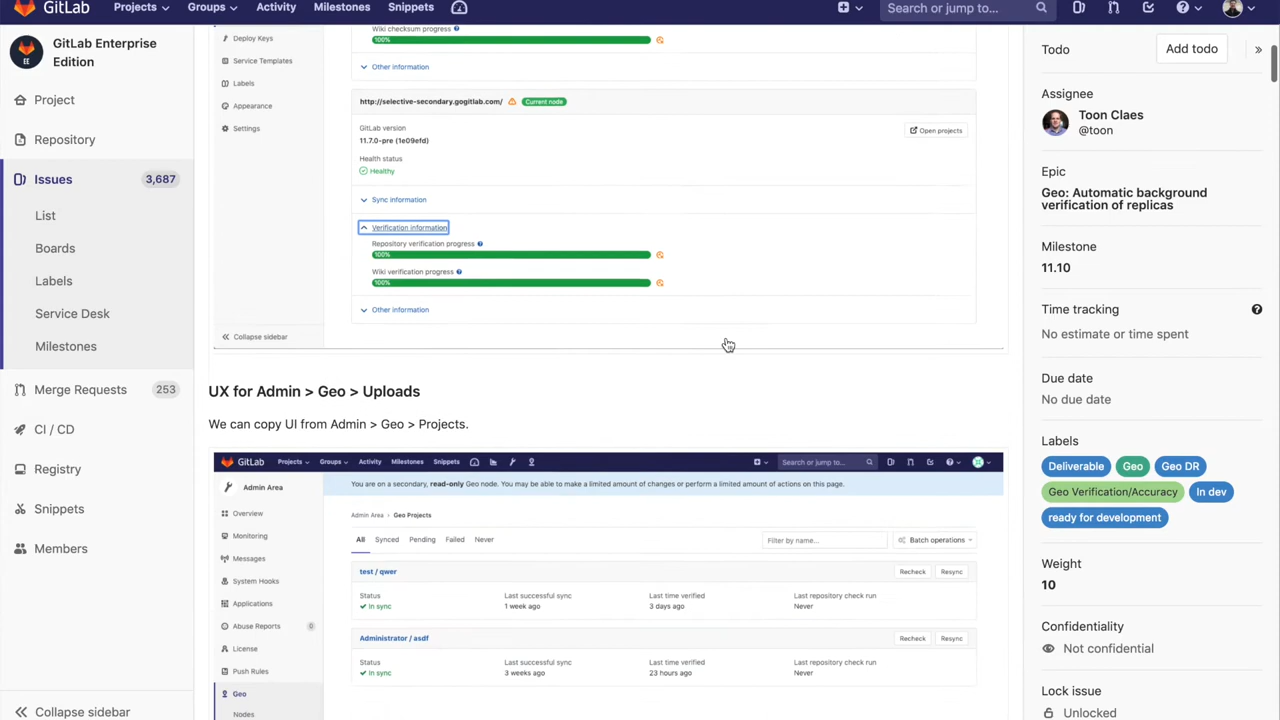 GitLab Projects Groups Activity Milestones Snippets Search or jump to...
GitLab Enterprise
Edition
Project
Repository
Issues 3,687
List
Boards
Labels
Service Desk
Milestones
Merge Requests 253
CI / CD
Registry
Snippets
Members
Collapse sidebar
Deploy Keys
Service Templates
Labels
Appearance
Settings
Collapse sidebar
Wiki checksum progress
100%
Other information
http://selective-secondary.gogitlab.com/ Current node
GitLab version
11.7.0-pre (1e09efd)
Open projects
Health status
Healthy
Sync information
Verification information
Repository verification progress
100%
Wiki verification progress
100%
Other information
UX for Admin > Geo > Uploads
We can copy UI from Admin > Geo > Projects.
GitLab Projects Groups Activity Milestones Snippets Search or jump to...
Admin Area
Overview
Monitoring
Messages
System Hooks
Applications
Abuse Reports 0
License
Push Rules
Geo
Nodes
You are on a secondary, read-only Geo node. You may be able to make a limited amount of changes or perform a limited amount of actions on this page.
Admin Area Geo Projects
All Synced Pending Failed Never Filter by name... Batch operations
test / qwer Recheck Resync
Status Last successful sync Last time verified Last repository check run
In sync 1 week ago 3 days ago Never
Administrator / asdf Recheck Resync
Status Last successful sync Last time verified Last repository check run
In sync 3 weeks ago 23 hours ago Never
Todo Add todo
Assignee
Toon Claes
@toon
Epic
Geo: Automatic background
verification of replicas
Milestone
11.10
Time tracking
No estimate or time spent
Due date
No due date
Labels
Deliverable Geo Geo DR
Geo Verification/Accuracy In dev
ready for development
Weight
10
Confidentiality
Not confidential
Lock issue
Unlocked